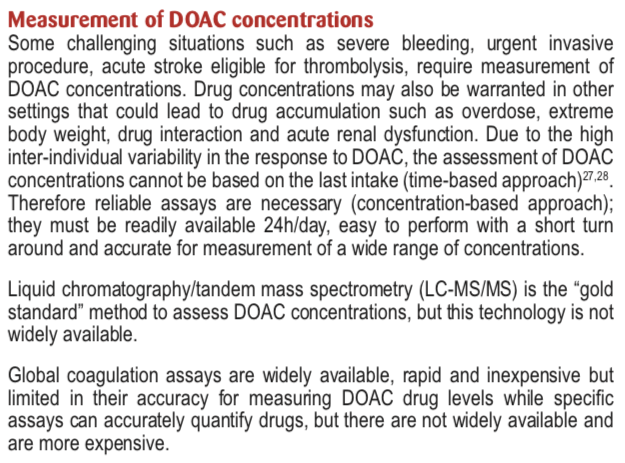 Measurement of DOAC concentrations
Some challenging situations such as severe bleeding, urgent invasive
procedure, acute stroke eligible for thrombolysis, require measurement of
DOAC concentrations. Drug concentrations may also be warranted in other
settings that could lead to drug accumulation such as overdose, extreme
body weight, drug interaction and acute renal dysfunction. Due to the high
inter-individual variability in the response to DOAC, the assessment of DOAC
concentrations cannot be based on the last intake (time-based approach)27,28.
Therefore reliable assays are necessary (concentration-based approach);
they must be readily available 24h/day, easy to perform with a short turn
around and accurate for measurement of a wide range of concentrations.
Liquid chromatography/tandem mass spectrometry (LC-MS/MS) is the “gold
standard” method to assess DOAC concentrations, but this technology is not
widely available.
Global coagulation assays are widely available, rapid and inexpensive but
limited in their accuracy for measuring DOAC drug levels while specific
assays can accurately quantify drugs, but there are not widely available and
are more expensive.